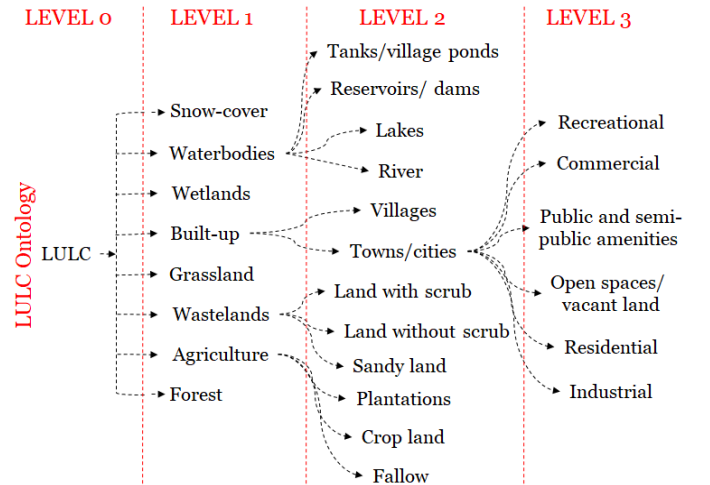 LEVEL 0
LEVEL 1
LEVEL 2
LEVEL 3
LULC Ontology
LULC
Snow-cover
Waterbodies
Wetlands
Built-up
Grassland
Wastelands
Agriculture
Forest
Tanks/village ponds
Reservoirs/ dams
Lakes
River
Villages
Towns/cities
Land with scrub
Land without scrub
Sandy land
Plantations
Crop land
Fallow
Recreational
Commercial
Public and semi-
public amenities
Open spaces/
vacant land
Residential
Industrial